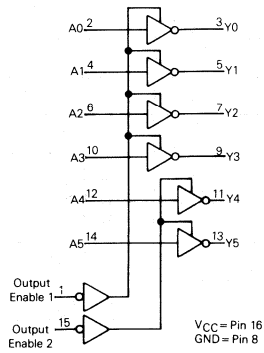 A0 2 3 Y0
A1 4 5 Y1
A2 6 7 Y2
A3 10 9 Y3
A4 12 11 Y4
A5 14 13 Y5
Output
Enable 1 1
Output 15
Enable 2
VCC = Pin 16
GND = Pin 8